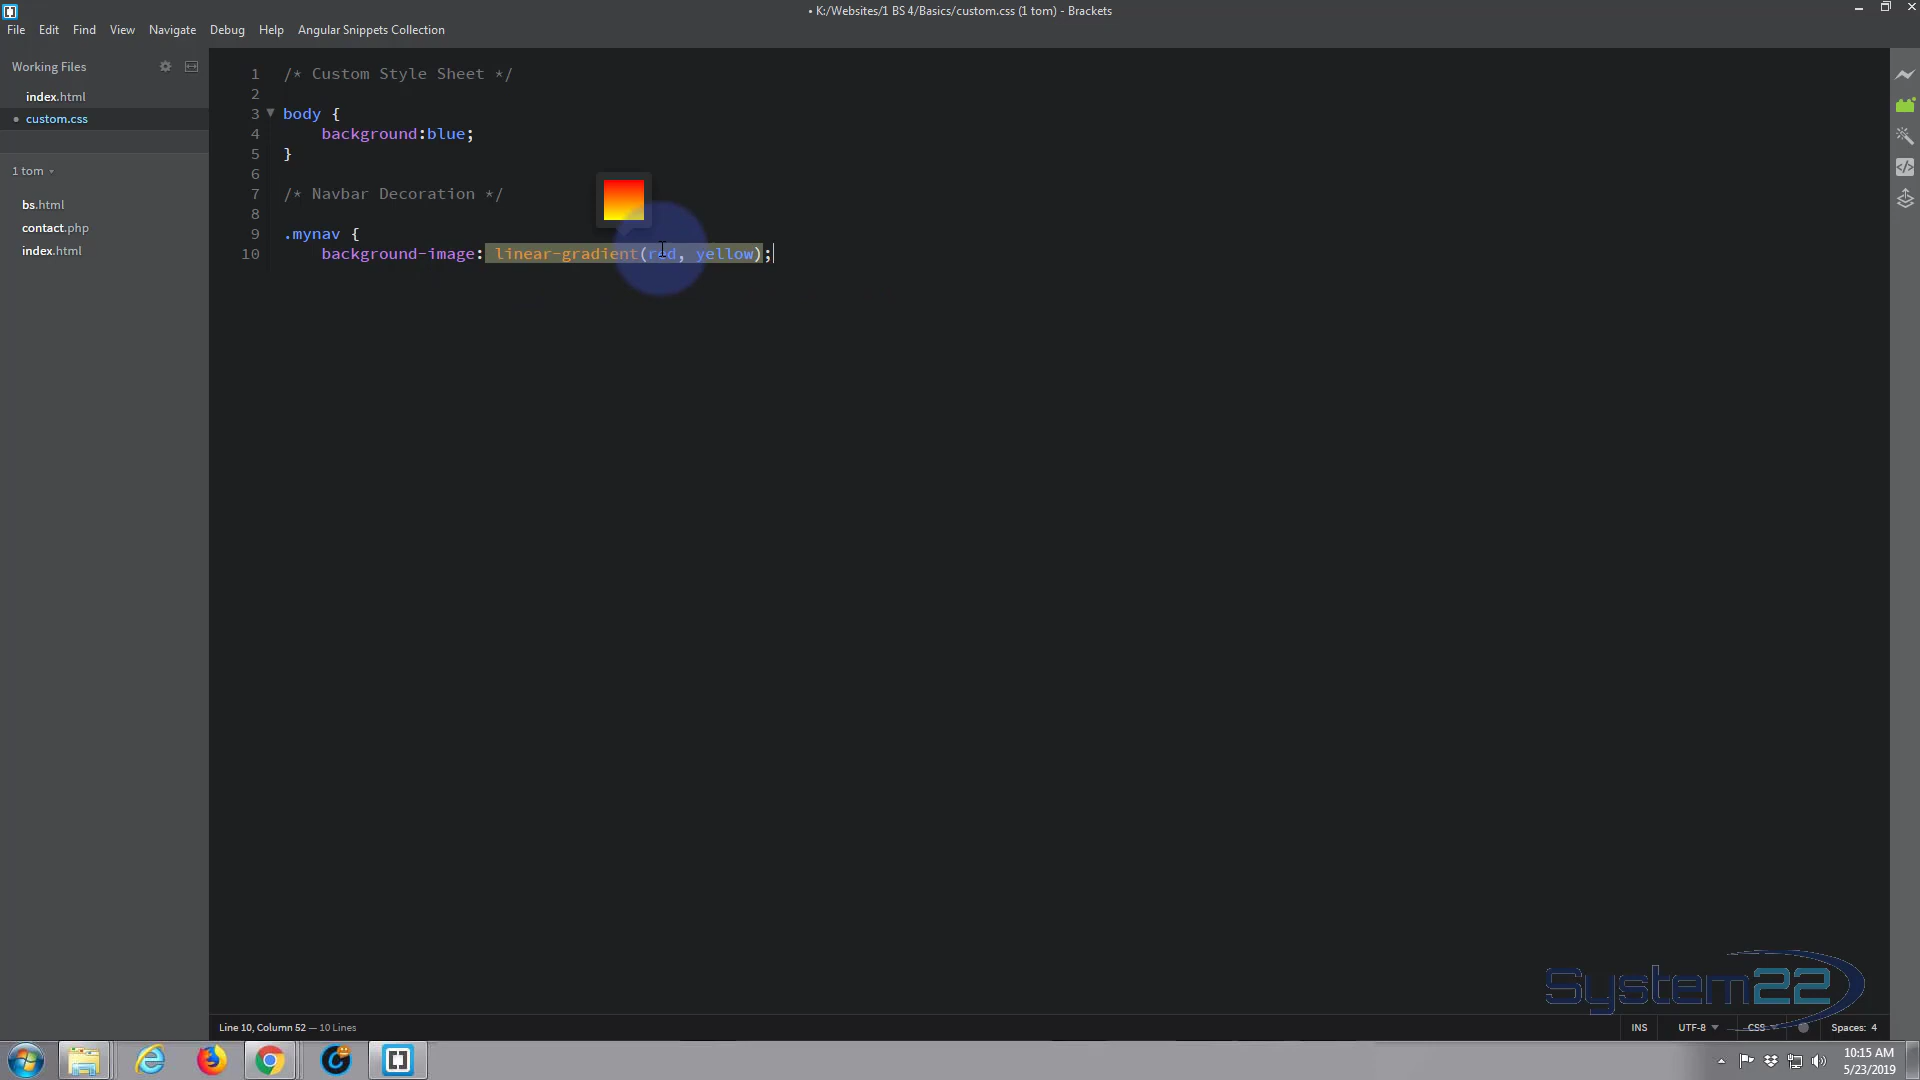 • K:/Websites/1 BS 4/Basics/custom.css (1 tom) - Brackets
File Edit Find View Navigate Debug Help Angular Snippets Collection
Working Files
index.html
• custom.css
1 tom
bs.html
contact.php
index.html
1 /* Custom Style Sheet */
2
3 body {
4 background:blue;
5 }
6
7 /* Navbar Decoration */
8
9 .mynav {
10 background-image: linear-gradient(red, yellow);
System22
Line 10, Column 52 — 10 Lines
INS UTF-8 CSS Spaces: 4
10:15 AM
5/23/2019